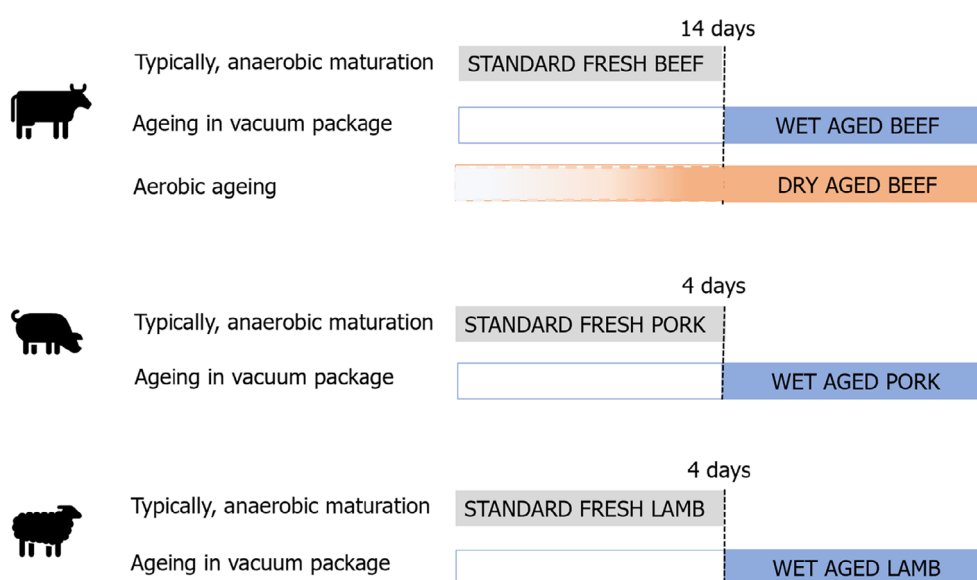 14 days
Typically, anaerobic maturation STANDARD FRESH BEEF
Ageing in vacuum package WET AGED BEEF
Aerobic ageing DRY AGED BEEF
4 days
Typically, anaerobic maturation STANDARD FRESH PORK
Ageing in vacuum package WET AGED PORK
4 days
Typically, anaerobic maturation STANDARD FRESH LAMB
Ageing in vacuum package WET AGED LAMB